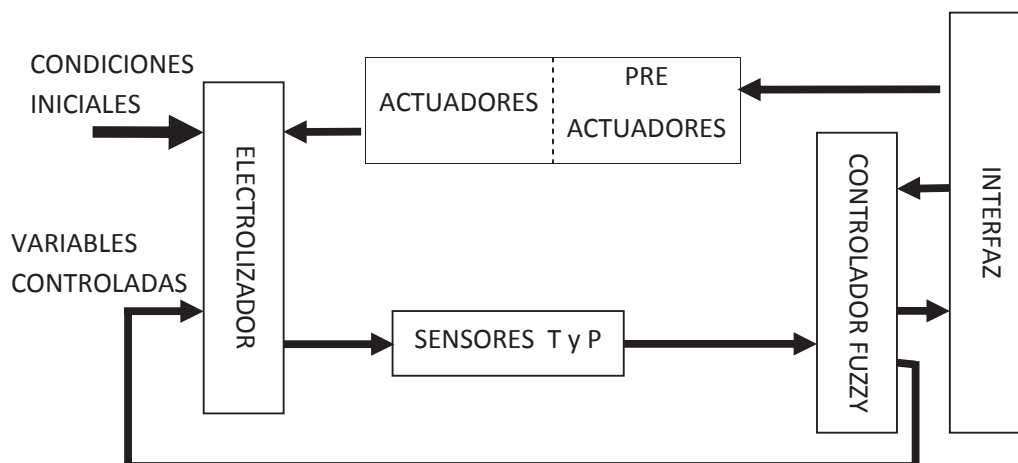 CONDICIONES
INICIALES
ELECTROLIZADOR
ACTUADORES
PRE
ACTUADORES
CONTROLADOR FUZZY
INTERFAZ
VARIABLES
CONTROLADAS
SENSORES T y P